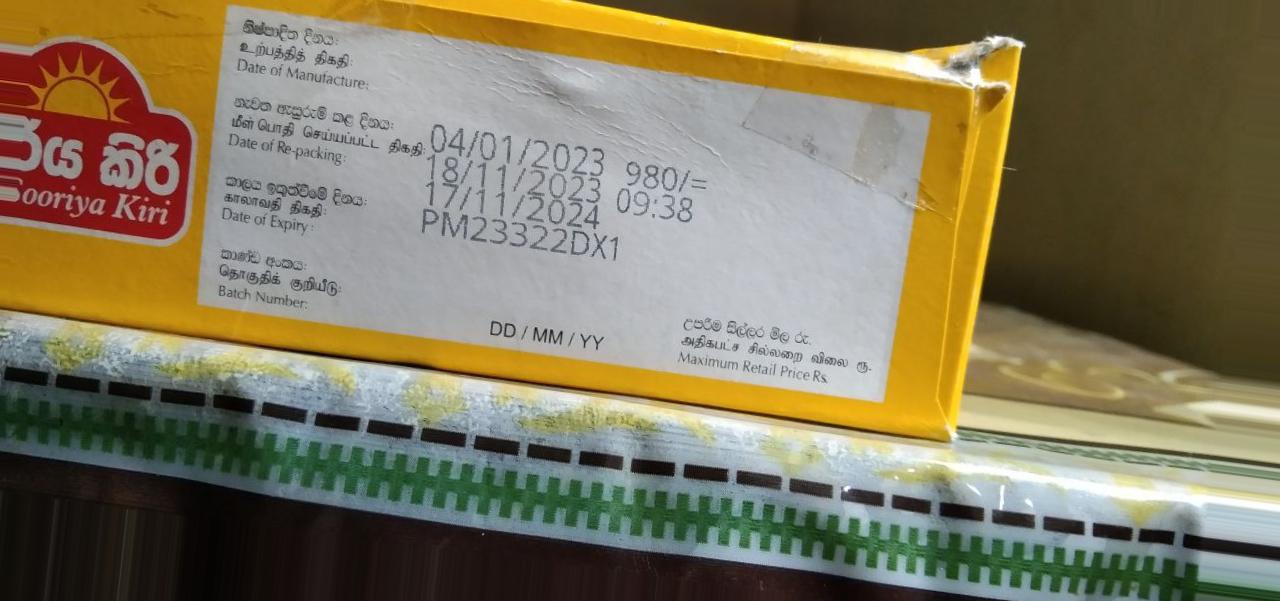 රිය කිරි
Sooriya Kiri
නිෂ්පාදිත දිනය:
உற்பத்தித் திகதி:
Date of Manufacture:
නැවත ඇසුරුම් කළ දිනය:
மீள் பொதி செய்யப்பட்ட திகதி:
Date of Re-packing:
කාලය ඉකුත්වීමේ දිනය:
காலாவதி திகதி:
Date of Expiry:
කාණ්ඩ අංකය:
தொகுதிக் குறியீடு:
Batch Number:
04/01/2023 980/=
18/11/2023 09:38
17/11/2024
PM23322DX1
DD / MM / YY
උපරිම සිල්ලර මිල රු.
அதிகபட்ச சில்லறை விலை ரூ.
Maximum Retail Price Rs.